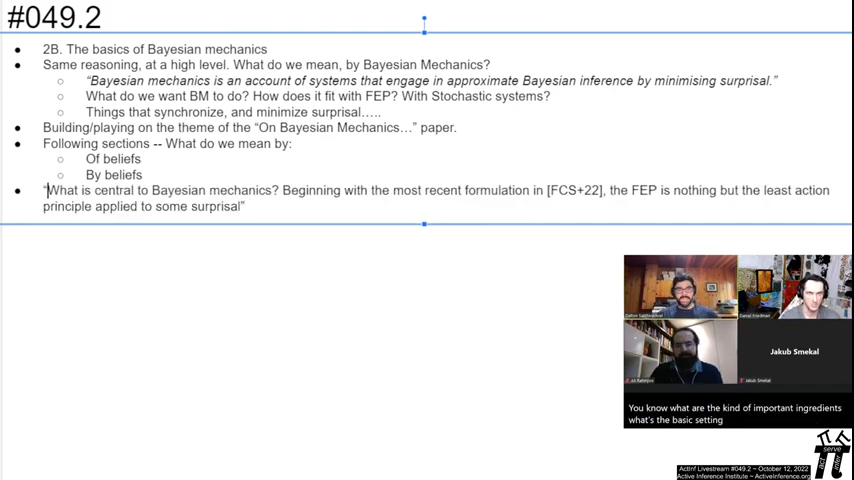 #049.2
● 2B. The basics of Bayesian mechanics
● Same reasoning, at a high level. What do we mean, by Bayesian Mechanics?
○ “Bayesian mechanics is an account of systems that engage in approximate Bayesian inference by minimising surprisal.”
○ What do we want BM to do? How does it fit with FEP? With Stochastic systems?
○ Things that synchronize, and minimize surprisal…..
● Building/playing on the theme of the “On Bayesian Mechanics…” paper.
● Following sections -- What do we mean by:
○ Of beliefs
○ By beliefs
● “What is central to Bayesian mechanics? Beginning with the most recent formulation in [FCS+22], the FEP is nothing but the least action
principle applied to some surprisal”
Daniel Friedman
Jakub Smekal
Jakub Smekal
You know what are the kind of important ingredients
what's the basic setting
serve
ActInf Livestream #049.2 ~ October 12, 2022
Active Inference Institute ~ ActiveInference.org